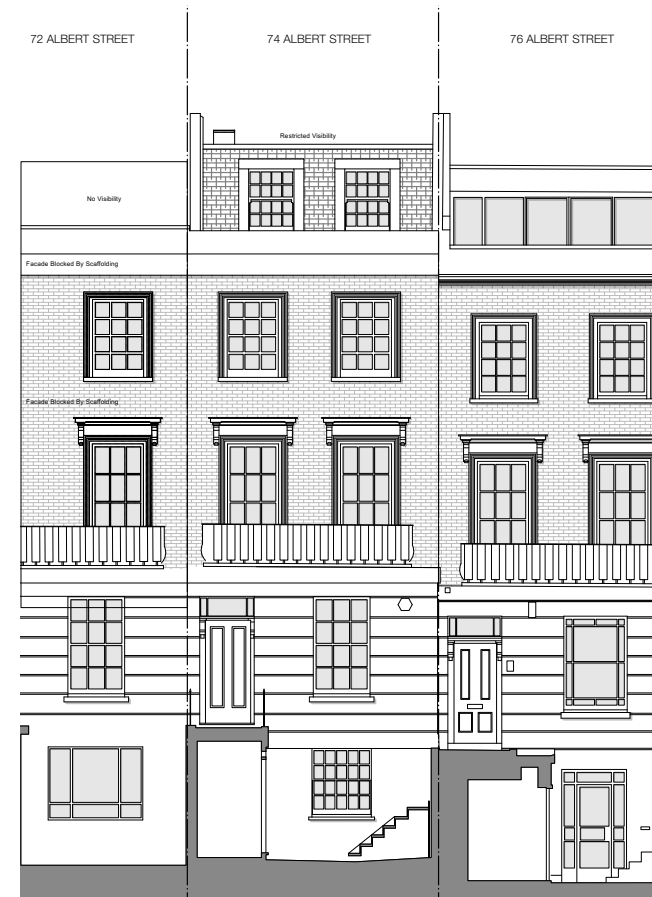 72 ALBERT STREET
74 ALBERT STREET
76 ALBERT STREET
Restricted Visibility
No Visibility
Facade Blocked By Scaffolding
Facade Blocked By Scaffolding